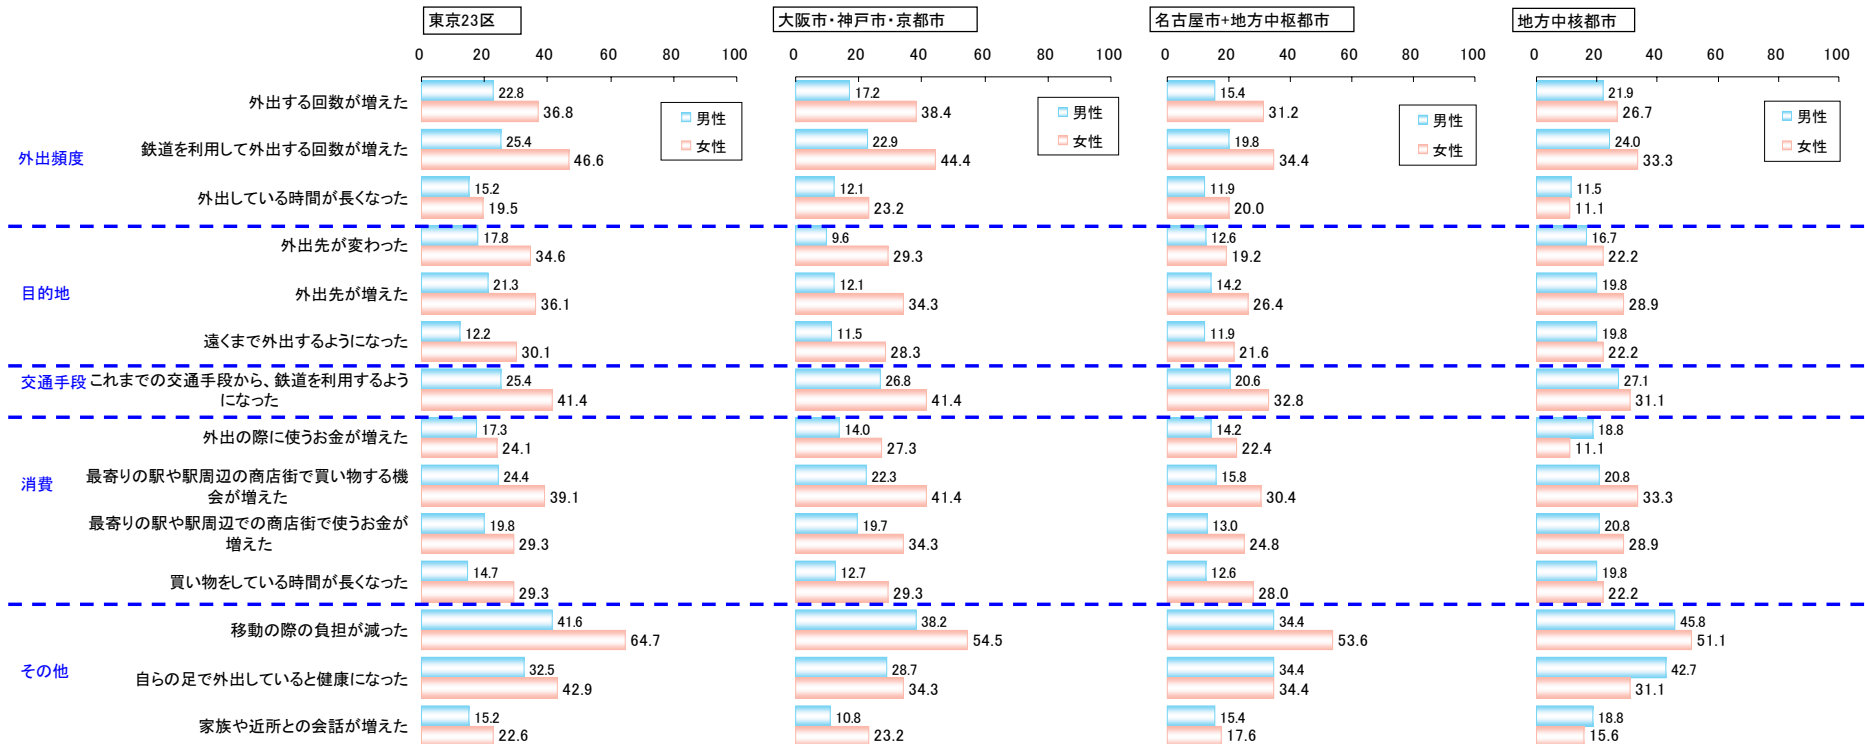 東京23区
大阪市・神戸市・京都市
名古屋市+地方中枢都市
地方中核都市
0 20 40 60 80 100
0 20 40 60 80 100
0 20 40 60 80 100
0 20 40 60 80 100
男性
女性
男性
女性
男性
女性
男性
女性
外出頻度
外出する回数が増えた
22.8 17.2 15.4 21.9
36.8 38.4 31.2 26.7
鉄道を利用して外出する回数が増えた
25.4 22.9 19.8 24.0
46.6 44.4 34.4 33.3
外出している時間が長くなった
15.2 12.1 11.9 11.5
19.5 23.2 20.0 11.1
目的地
外出先が変わった
17.8 9.6 12.6 16.7
34.6 29.3 19.2 22.2
外出先が増えた
21.3 12.1 14.2 19.8
36.1 34.3 26.4 28.9
遠くまで外出するようになった
12.2 11.5 11.9 19.8
30.1 28.3 21.6 22.2
交通手段
これまでの交通手段から、鉄道を利用するよう
になった
25.4 26.8 20.6 27.1
41.4 41.4 32.8 31.1
消費
外出の際に使うお金が増えた
17.3 14.0 14.2 18.8
24.1 27.3 22.4 11.1
最寄りの駅や駅周辺の商店街で買い物する機
会が増えた
24.4 22.3 15.8 20.8
39.1 41.4 30.4 33.3
最寄りの駅や駅周辺での商店街で使うお金が
増えた
19.8 19.7 13.0 20.8
29.3 34.3 24.8 28.9
買い物をしている時間が長くなった
14.7 12.7 12.6 19.8
29.3 29.3 28.0 22.2
その他
移動の際の負担が減った
41.6 38.2 34.4 45.8
64.7 54.5 53.6 51.1
自らの足で外出していると健康になった
32.5 28.7 34.4 42.7
42.9 34.3 34.4 31.1
家族や近所との会話が増えた
15.2 10.8 15.4 18.8
22.6 23.2 17.6 15.6